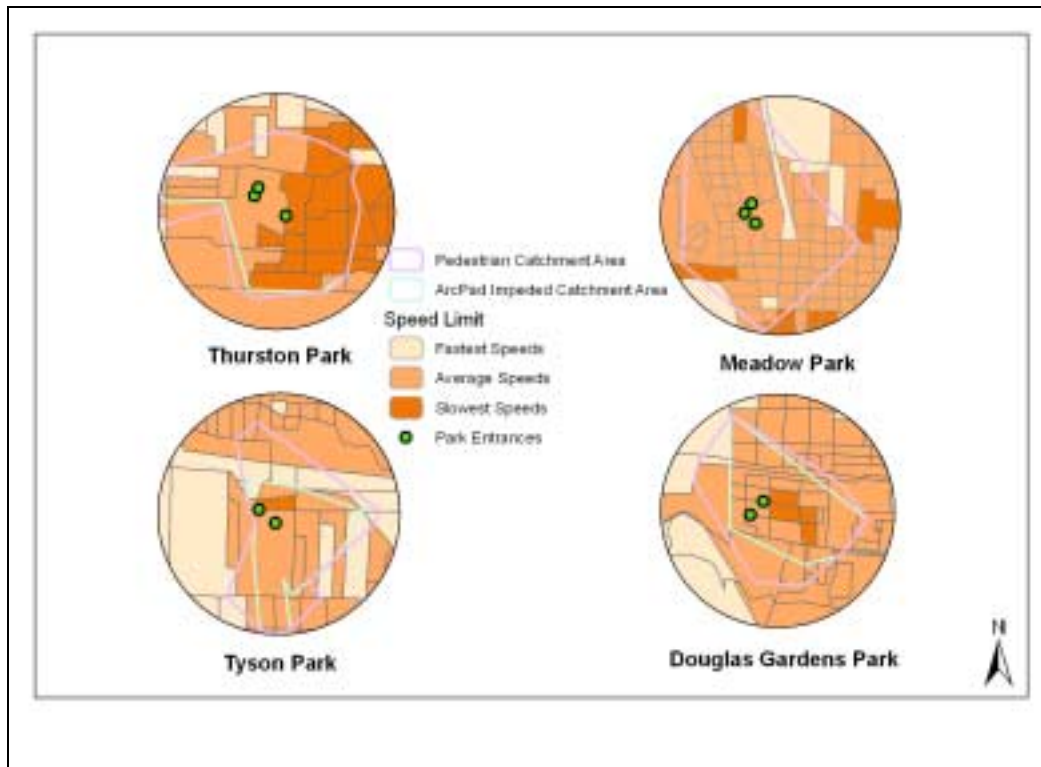 Pedestrian Catchment Area
ArcPad Impeded Catchment Area
Speed Limit
Thurston Park
Fastest Speeds
Meadow Park
Average Speeds
Slowest Speeds
Park Entrances
N
Tyson Park
Douglas Gardens Park